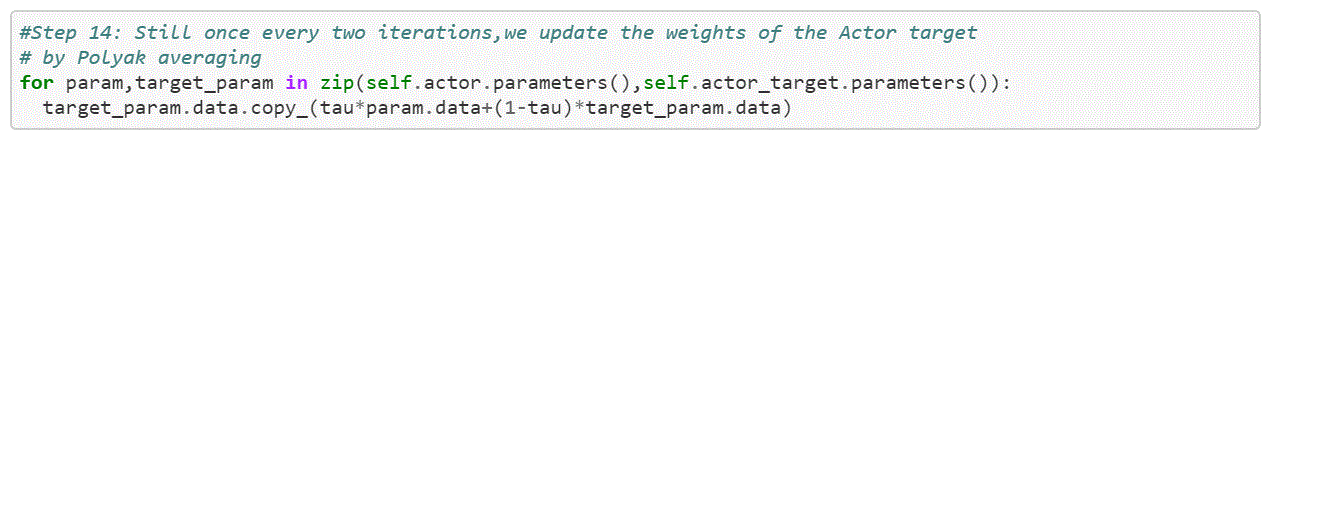 #Step 14: Still once every two iterations,we update the weights of the Actor target
# by Polyak averaging
for param,target_param in zip(self.actor.parameters(),self.actor_target.parameters()):
  target_param.data.copy_(tau*param.data+(1-tau)*target_param.data)